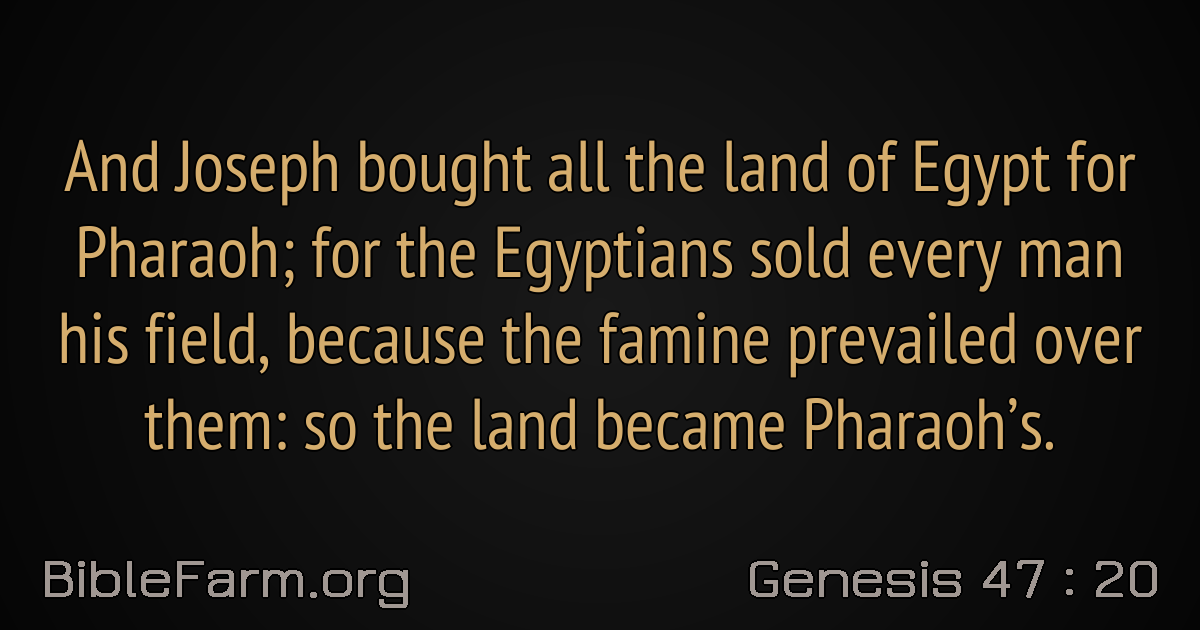 And Joseph bought all the land of Egypt for
Pharaoh; for the Egyptians sold every man
his field, because the famine prevailed over
them: so the land became Pharaoh’s.
BibleFarm.org
Genesis 47 : 20